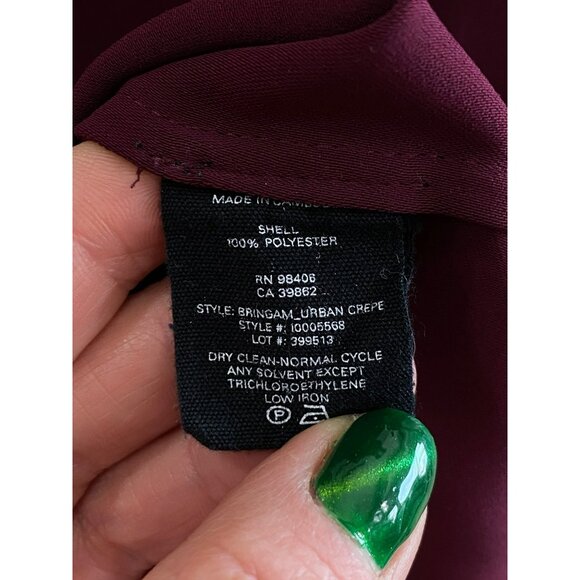 MADE IN
SHELL
100% POLYESTER
RN 98406
CA 39862
STYLE: BRINGAM_URBAN CREPE
STYLE #: I0005568
LOT #: 399513
DRY CLEAN-NORMAL CYCLE
ANY SOLVENT EXCEPT
TRICHLOROETHYLENE
LOW IRON
P